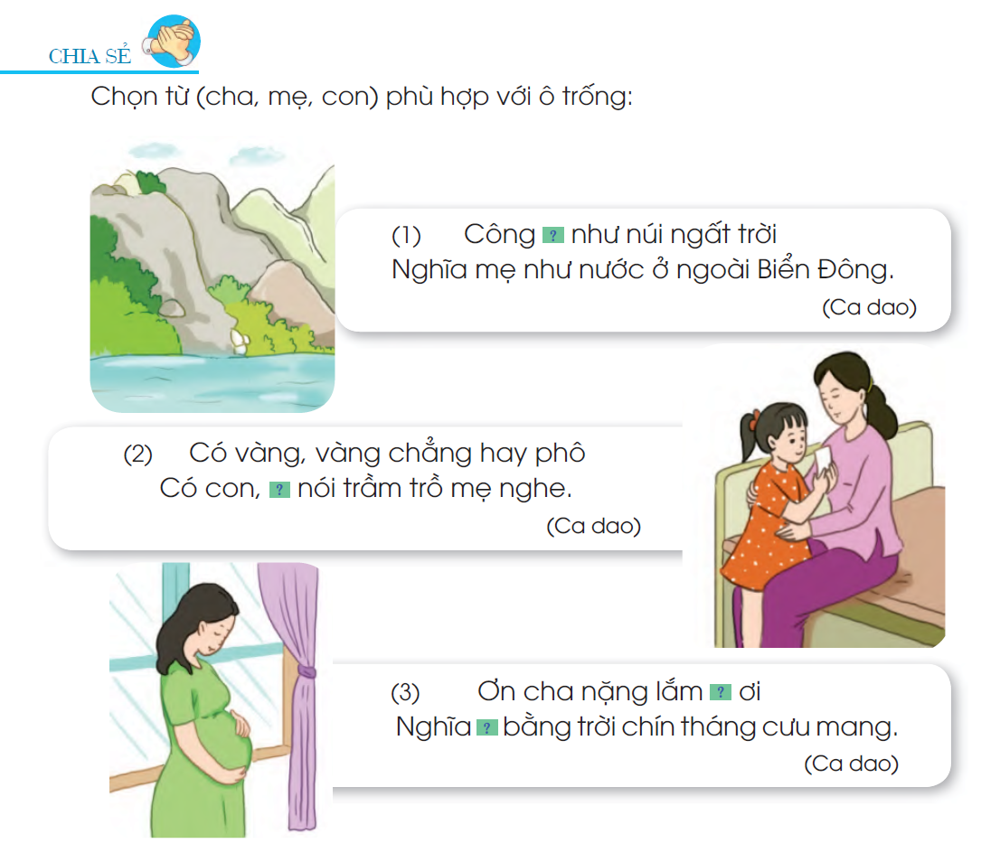 CHIA SẺ
Chọn từ (cha, mẹ, con) phù hợp với ô trống:
(1) Công ? như núi ngất trời
Nghĩa mẹ như nước ở ngoài Biển Đông.
(Ca dao)
(2) Có vàng, vàng chẳng hay phô
Có con, ? nói trầm trồ mẹ nghe.
(Ca dao)
(3) Ơn cha nặng lắm ? ơi
Nghĩa ? bằng trời chín tháng cưu mang.
(Ca dao)